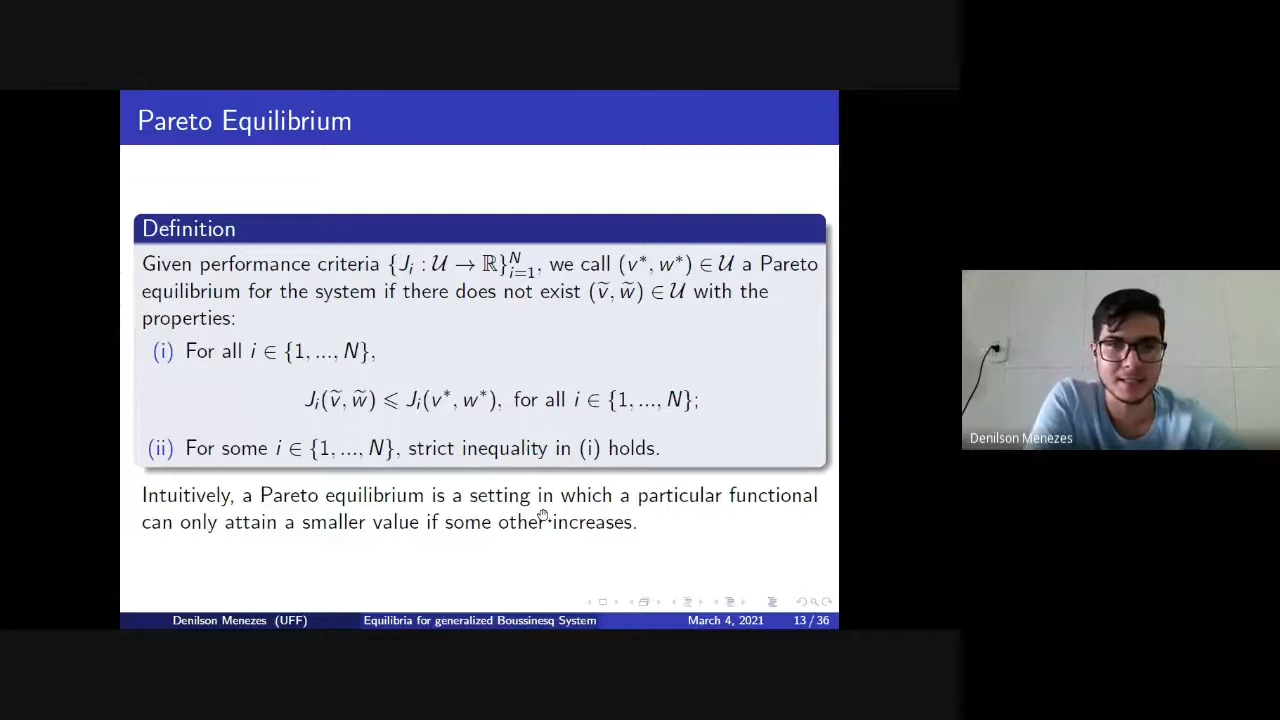 Pareto Equilibrium
Definition
Given performance criteria {J_i : 𝒰 → ℝ}_{i=1}^N, we call (v*, w*) ∈ 𝒰 a Pareto
equilibrium for the system if there does not exist (ṽ, w̃) ∈ 𝒰 with the
properties:
(i) For all i ∈ {1, ..., N},
J_i(ṽ, w̃) ⩽ J_i(v*, w*), for all i ∈ {1, ..., N};
(ii) For some i ∈ {1, ..., N}, strict inequality in (i) holds.
Intuitively, a Pareto equilibrium is a setting in which a particular functional
can only attain a smaller value if some other increases.
Denilson Menezes (UFF) Equilibria for generalized Boussinesq System March 4, 2021 13 / 36
Denilson Menezes